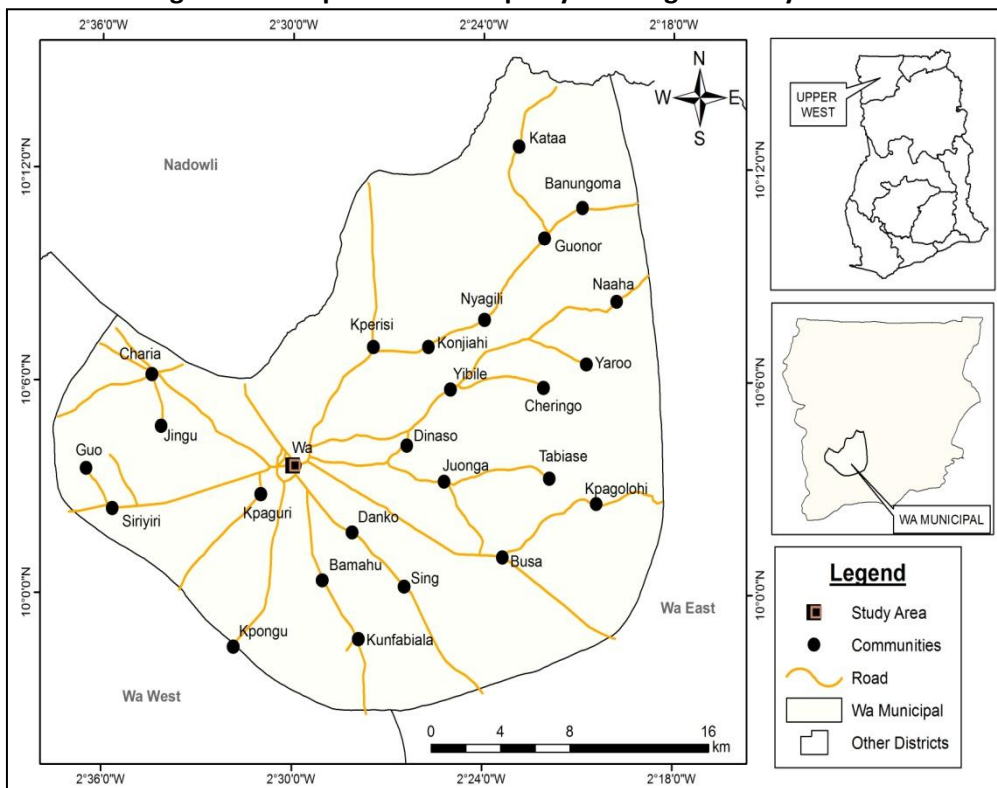 2°36'0"W
2°30'0"W
2°24'0"W
2°18'0"W
N
W
E
S
UPPER
WEST
Nadowli
Kataa
10°12'0"N
10°12'0"N
Banungoma
Guonor
Naaha
Nyagili
Kperisi
Konjiahi
Charia
Yibile
Yaroo
10°6'0"N
10°6'0"N
Cheringo
Jingu
Dinaso
Guo
Wa
Juonga
Tabiase
Kpagolohi
Siriyiri
Kpaguri
Danko
WA MUNICIPAL
Bamahu
Sing
Busa
10°0'0"N
10°0'0"N
Wa East
Kpongu
Kunfabiala
Wa West
Legend
Study Area
Communities
Road
Wa Municipal
Other Districts
0
4
8
16
km
2°36'0"W
2°30'0"W
2°24'0"W
2°18'0"W